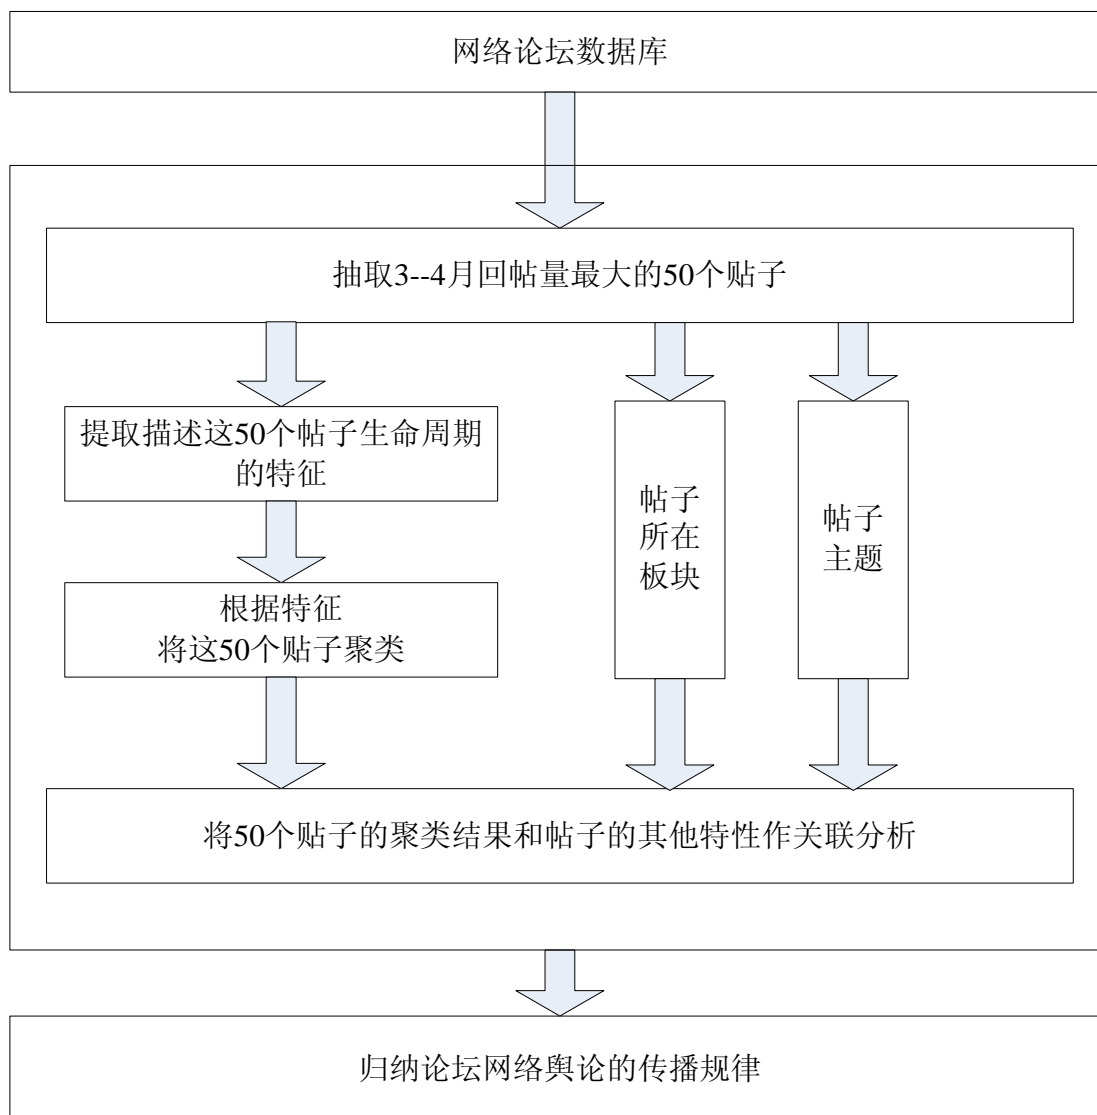 网络论坛数据库
抽取3--4月回帖量最大的50个贴子
提取描述这50个帖子生命周期
的特征
根据特征
将这50个贴子聚类
帖子
所在
板块
帖子
主题
将50个贴子的聚类结果和帖子的其他特性作关联分析
归纳论坛网络舆论的传播规律